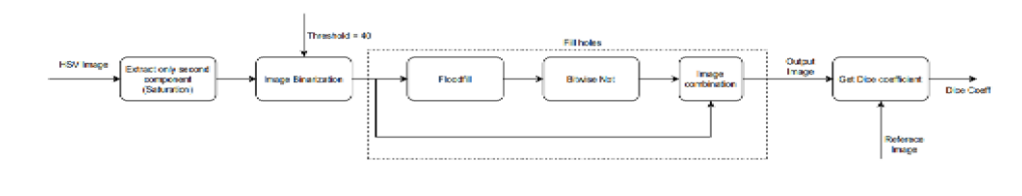 Threshold = 40
Fill holes
HSV Image
Extract only second
component
(Saturation)
Image Binarization
Floodfill
Bitwise Not
Image
combination
Output
Image
Get Dice coefficient
Dice Coeff
Referece
Image